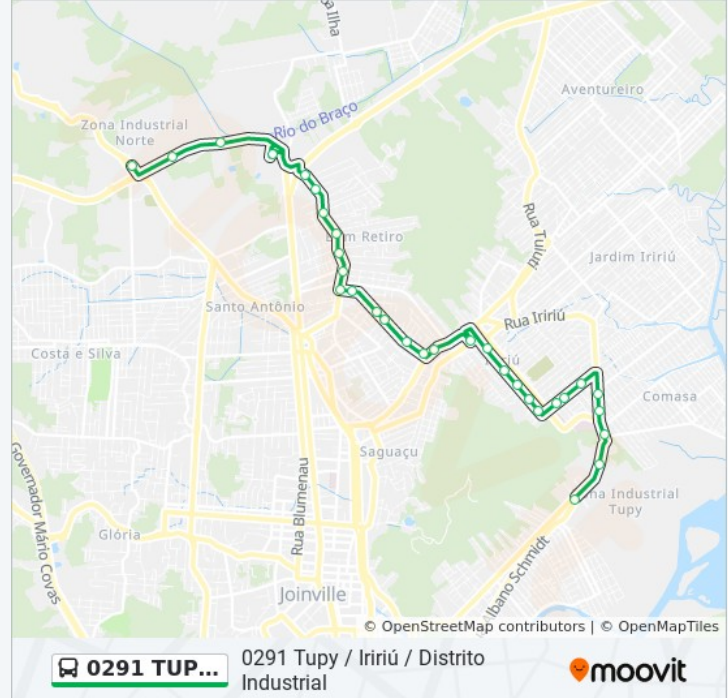 a Ilha
Aventureiro
Rio do Braço
Zona Industrial
Norte
Rua Tuiuti
Bom Retiro
Jardim Iririú
Santo Antônio
Rua Iririú
Costa e Silva
Iririú
Comasa
Saguaçu
Governador Mário Covas
Rua Blumenau
Zona Industrial
Tupy
Glória
Albano Schmidt
Joinville
© OpenStreetMap contributors | © OpenMapTiles
0291 TUP...
0291 Tupy / Iririú / Distrito
Industrial
moovit